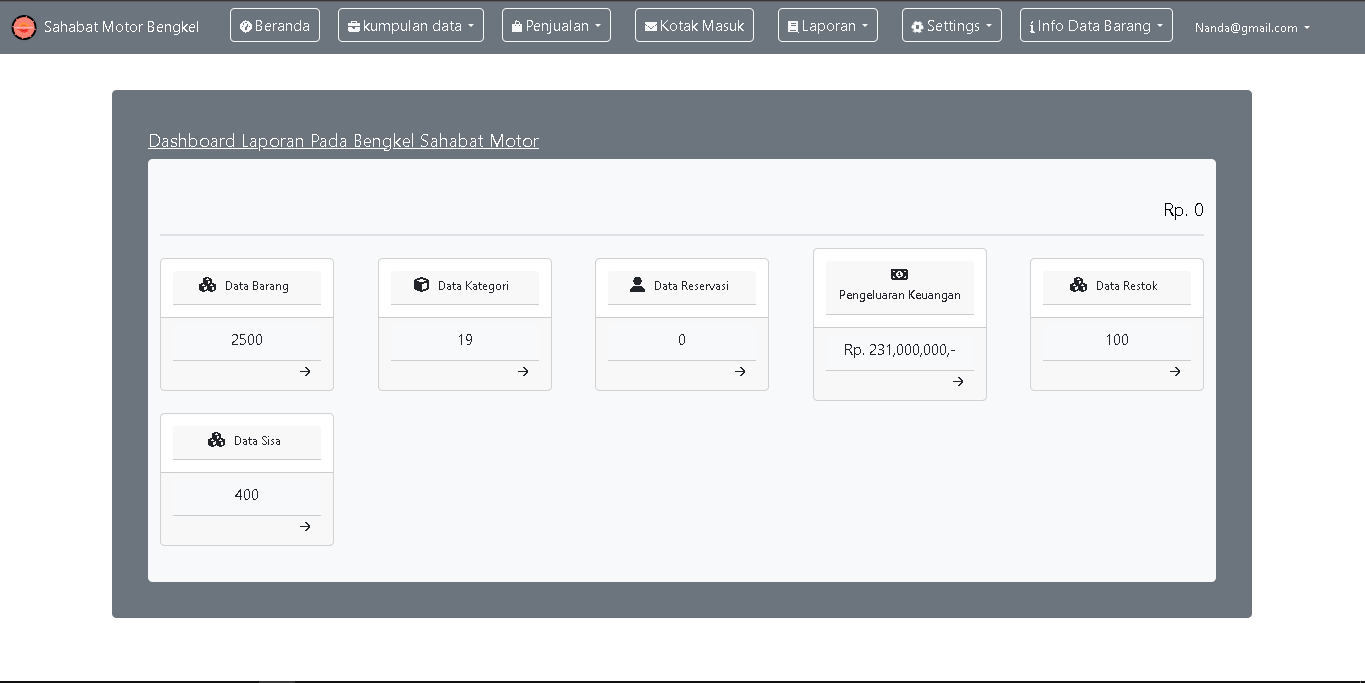 Sahabat Motor Bengkel Beranda kumpulan data Penjualan Kotak Masuk Laporan Settings Info Data Barang Nanda@gmail.com
Dashboard Laporan Pada Bengkel Sahabat Motor
Rp. 0
Data Barang
2500
Data Kategori
19
Data Reservasi
0
Pengeluaran Keuangan
Rp. 231,000,000,-
Data Restok
100
Data Sisa
400